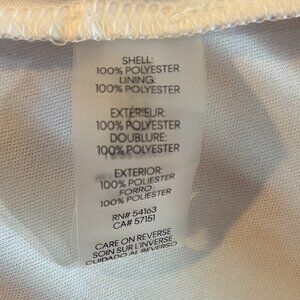 SHELL:
100% POLYESTER
LINING:
100% POLYESTER
EXTÉRIEUR:
100% POLYESTER
DOUBLURE:
100% POLYESTER
EXTERIOR:
100% POLIESTER
FORRO:
100% POLIESTER
RN# 54163
CA# 57151
CARE ON REVERSE
SOIN SUR L'INVERSE
CUIDADO AL REVERSO